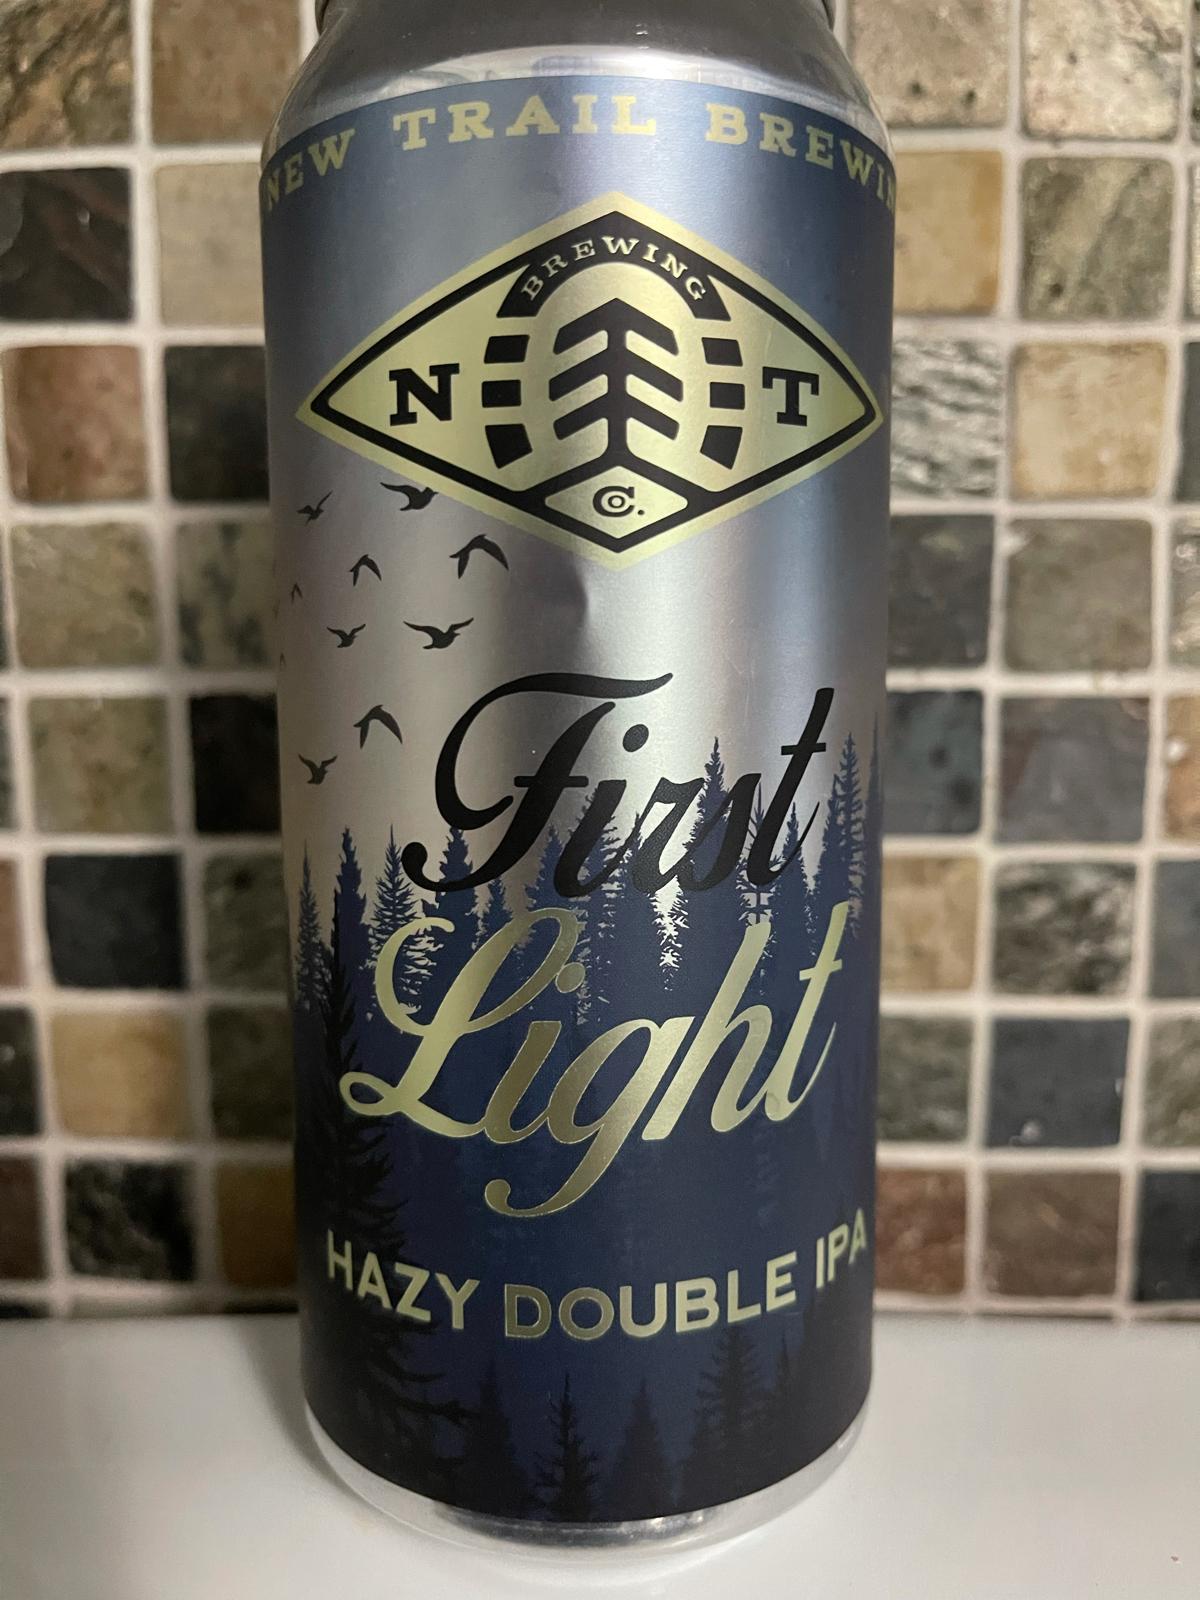 NEW TRAIL BREWIN
BREWING
N T
Co.
First
Light
HAZY DOUBLE IPA